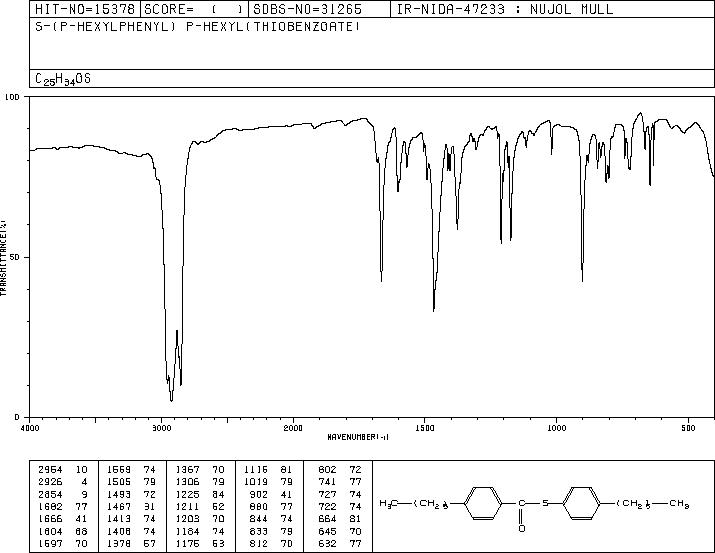 HIT-NO=15378 SCORE= ( ) SDBS-NO=31265 IR-NIDA-47233 : NUJOL MULL
S-(P-HEXYLPHENYL) P-HEXYL(THIOBENZOATE)
C25H34OS
100
50
0
TRANSMITTANCE(%)
4000 3000 2000 1500 1000 500
WAVENUMBER(-1)
2954 10 1569 74 1367 70 1116 81 802 72
2926 4 1505 79 1306 79 1019 79 741 77
2854 9 1493 72 1225 84 902 41 727 74
1682 77 1467 31 1211 52 880 77 722 74
1666 41 1413 74 1203 70 844 74 664 81
1604 68 1408 74 1184 74 833 79 645 70
1597 70 1378 57 1176 53 812 70 632 77
H3C (CH2)5 C S (CH2)5 CH3
O